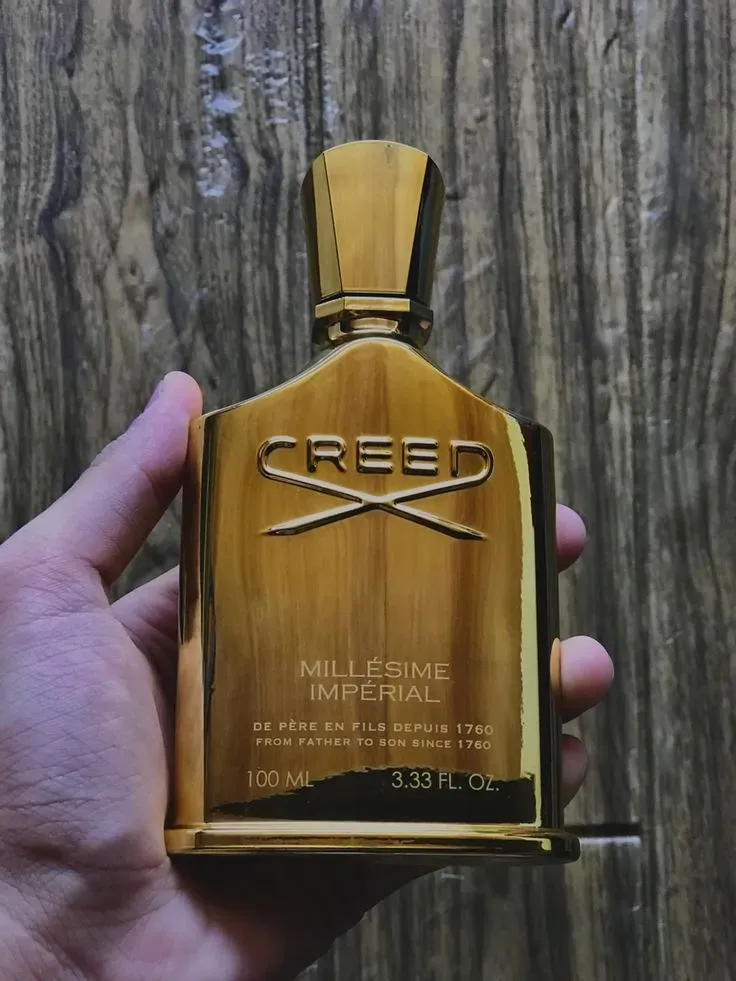 CREED
MILLÉSIME
IMPÉRIAL
DE PÈRE EN FILS DEPUIS 1760
FROM FATHER TO SON SINCE 1760
100 ML 3.33 FL. OZ.